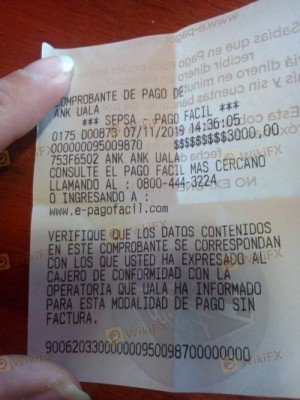 COMPROBANTE DE PAGO DE
ANK UALA
*** SEPSA - PAGO FACIL ***
0175 D00873 07/11/2019 14:36:05
0000000095009870 $$$$$$$$$3000,00
753F6502 ANK ANK UALA
CONSULTE EL PAGO FACIL MAS CERCANO
LLAMANDO AL : 0800-444-3224
O INGRESANDO A :
www.e-pagofacil.com
VERIFIQUE QUE LOS DATOS CONTENIDOS
EN ESTE COMPROBANTE SE CORRESPONDAN
CON LOS QUE USTED HA EXPRESADO AL
CAJERO DE CONFORMIDAD CON LA
OPERATORIA QUE UALA HA INFORMADO
PARA ESTA MODALIDAD DE PAGO SIN
FACTURA.
90062033000000095009870000000
WikiFX